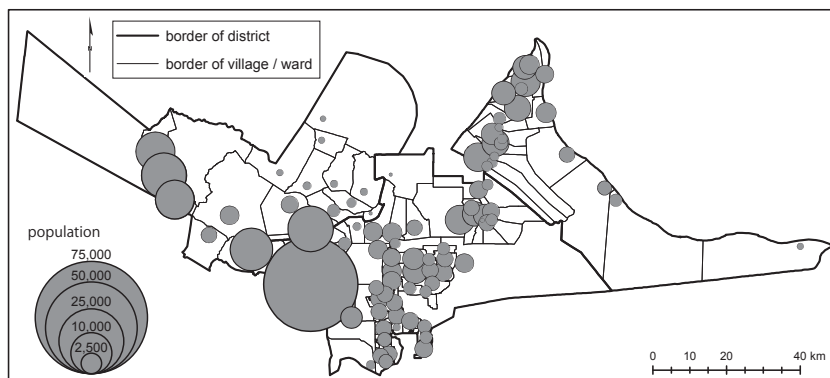 border of district
border of village / ward
population
75,000
50,000
25,000
10,000
2,500
0 10 20 40 km